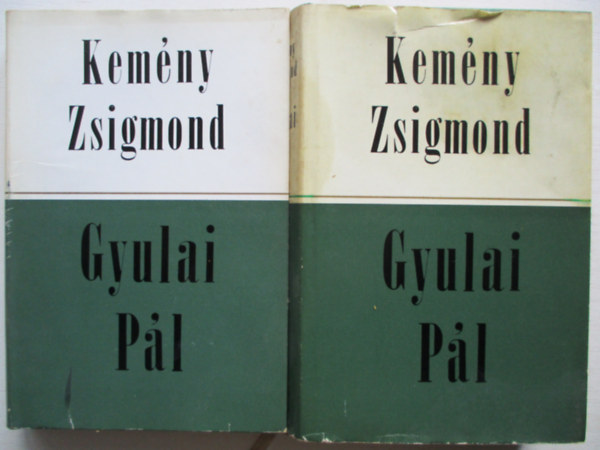 Kemény
Zsigmond
Gyulai
Pál
Kemény
Zsigmond
Gyulai
Pál